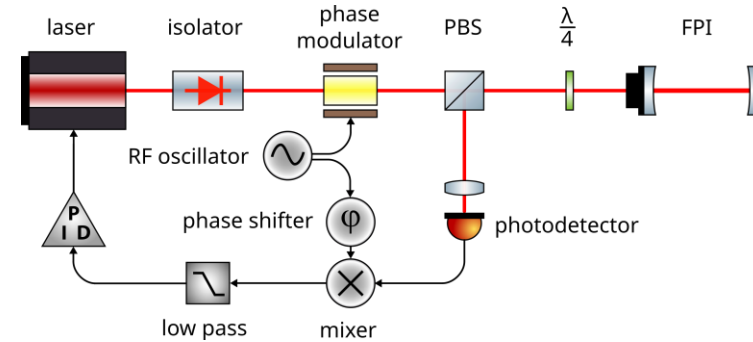 laser
isolator
phase
modulator
PBS
λ
4
FPI
RF oscillator
phase shifter
φ
photodetector
P
I D
low pass
mixer